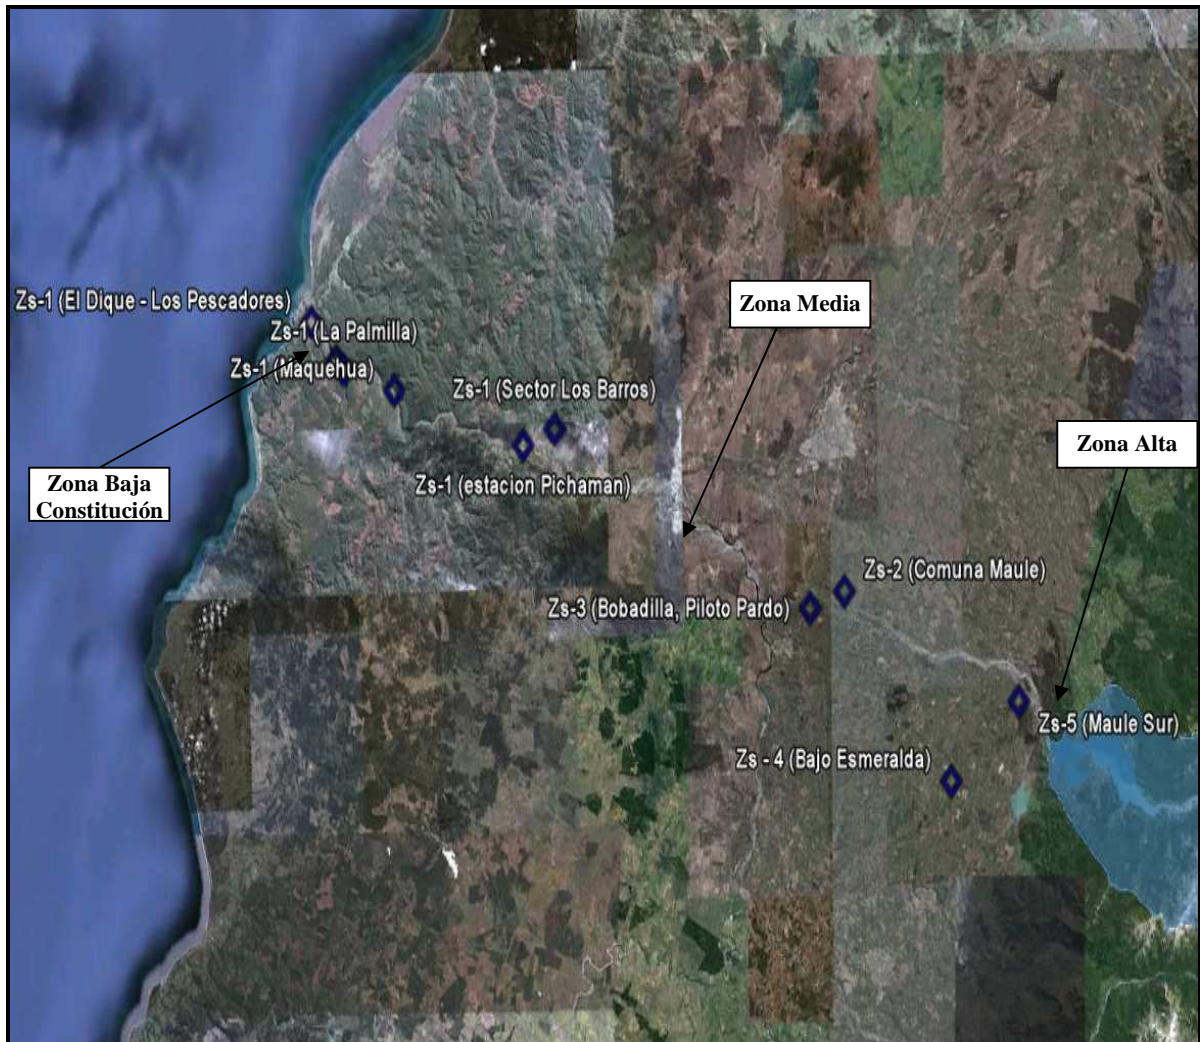 Zona Media
Zs-1 (El Dique - Los Pescadores)
Zs-1 (La Palmilla)
Zs-1 (Maquehua)
Zs-1 (Sector Los Barros)
Zona Alta
Zona Baja
Constitución
Zs-1 (estacion Pichaman)
Zs-2 (Comuna Maule)
Zs-3 (Bobadilla, Piloto Pardo)
Zs-5 (Maule Sur)
Zs - 4 (Bajo Esmeralda)